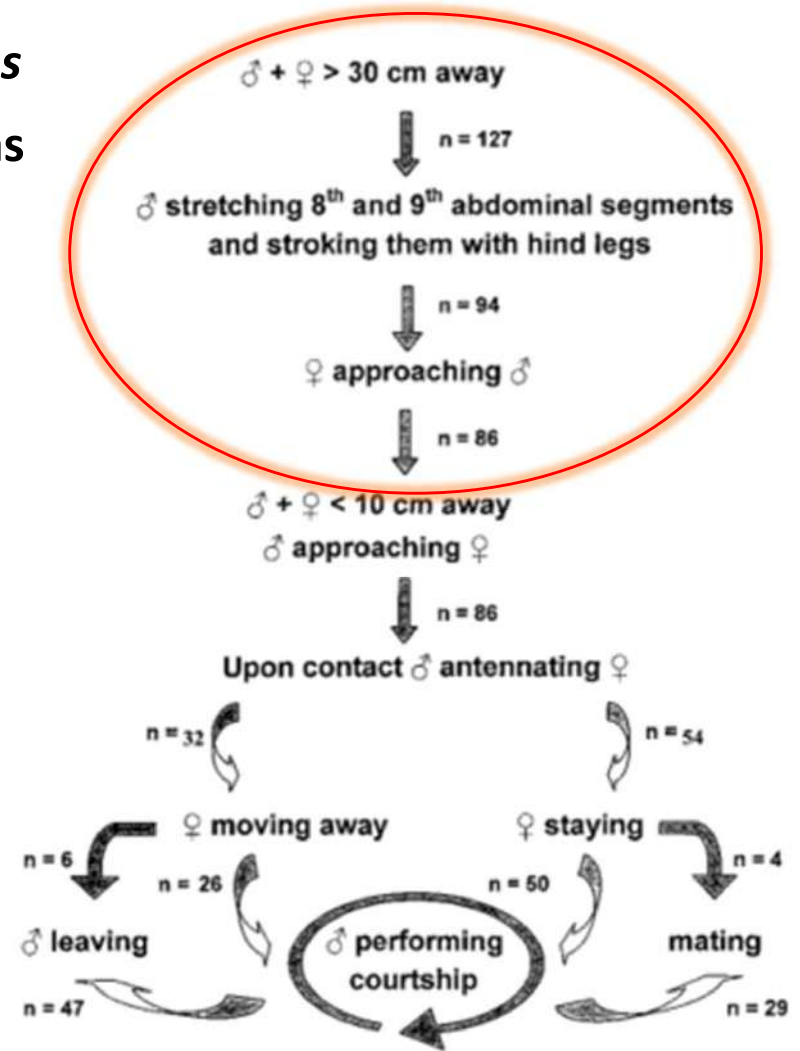 s
ns
♂ + ♀ > 30 cm away
n = 127
♂ stretching 8th and 9th abdominal segments
and stroking them with hind legs
n = 94
♀ approaching ♂
n = 86
♂ + ♀ < 10 cm away
♂ approaching ♀
n = 86
Upon contact ♂ antennating ♀
n = 32
n = 54
♀ moving away
♀ staying
n = 6
n = 4
n = 26
n = 50
♂ leaving
♂ performing
courtship
mating
n = 47
n = 29